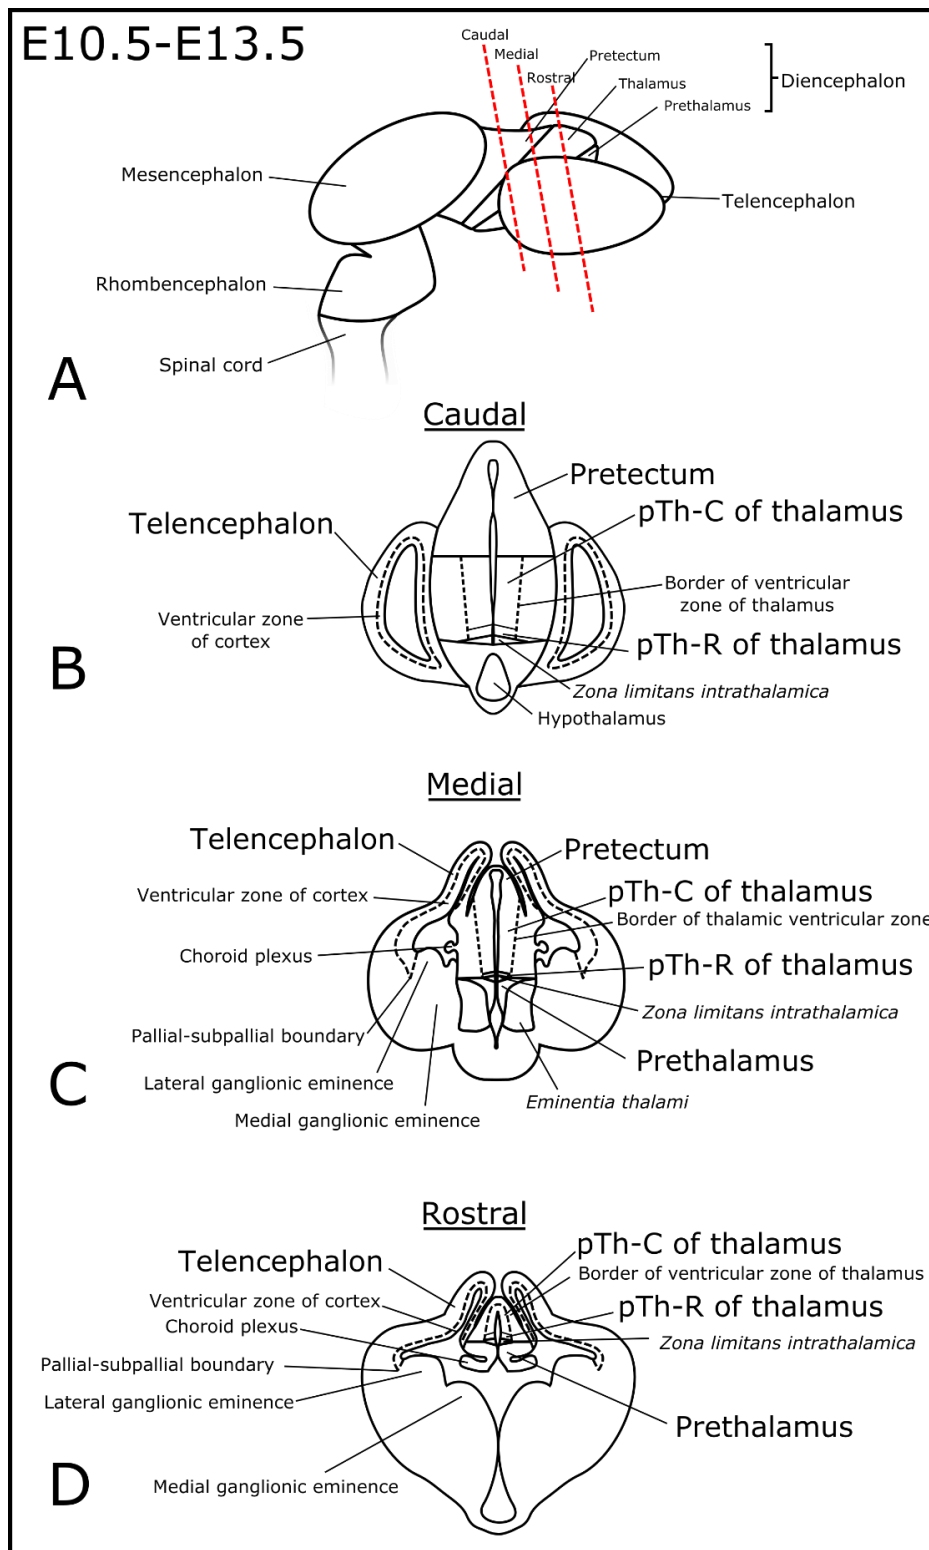 E10.5-E13.5
Caudal
Medial
Rostral
Pretectum
Thalamus
Prethalamus
Diencephalon
Mesencephalon
Telencephalon
Rhombencephalon
Spinal cord
A
Caudal
Pretectum
pTh-C of thalamus
Telencephalon
Border of ventricular
zone of thalamus
Ventricular zone
of cortex
pTh-R of thalamus
Zona limitans intrathalamica
Hypothalamus
B
Medial
Telencephalon
Pretectum
Ventricular zone of cortex
pTh-C of thalamus
Border of thalamic ventricular zone
Choroid plexus
pTh-R of thalamus
Zona limitans intrathalamica
Pallial-subpallial boundary
Prethalamus
Lateral ganglionic eminence
Eminentia thalami
Medial ganglionic eminence
C
Rostral
pTh-C of thalamus
Telencephalon
Border of ventricular zone of thalamus
Ventricular zone of cortex
pTh-R of thalamus
Choroid plexus
Zona limitans intrathalamica
Pallial-subpallial boundary
Lateral ganglionic eminence
Prethalamus
Medial ganglionic eminence
D